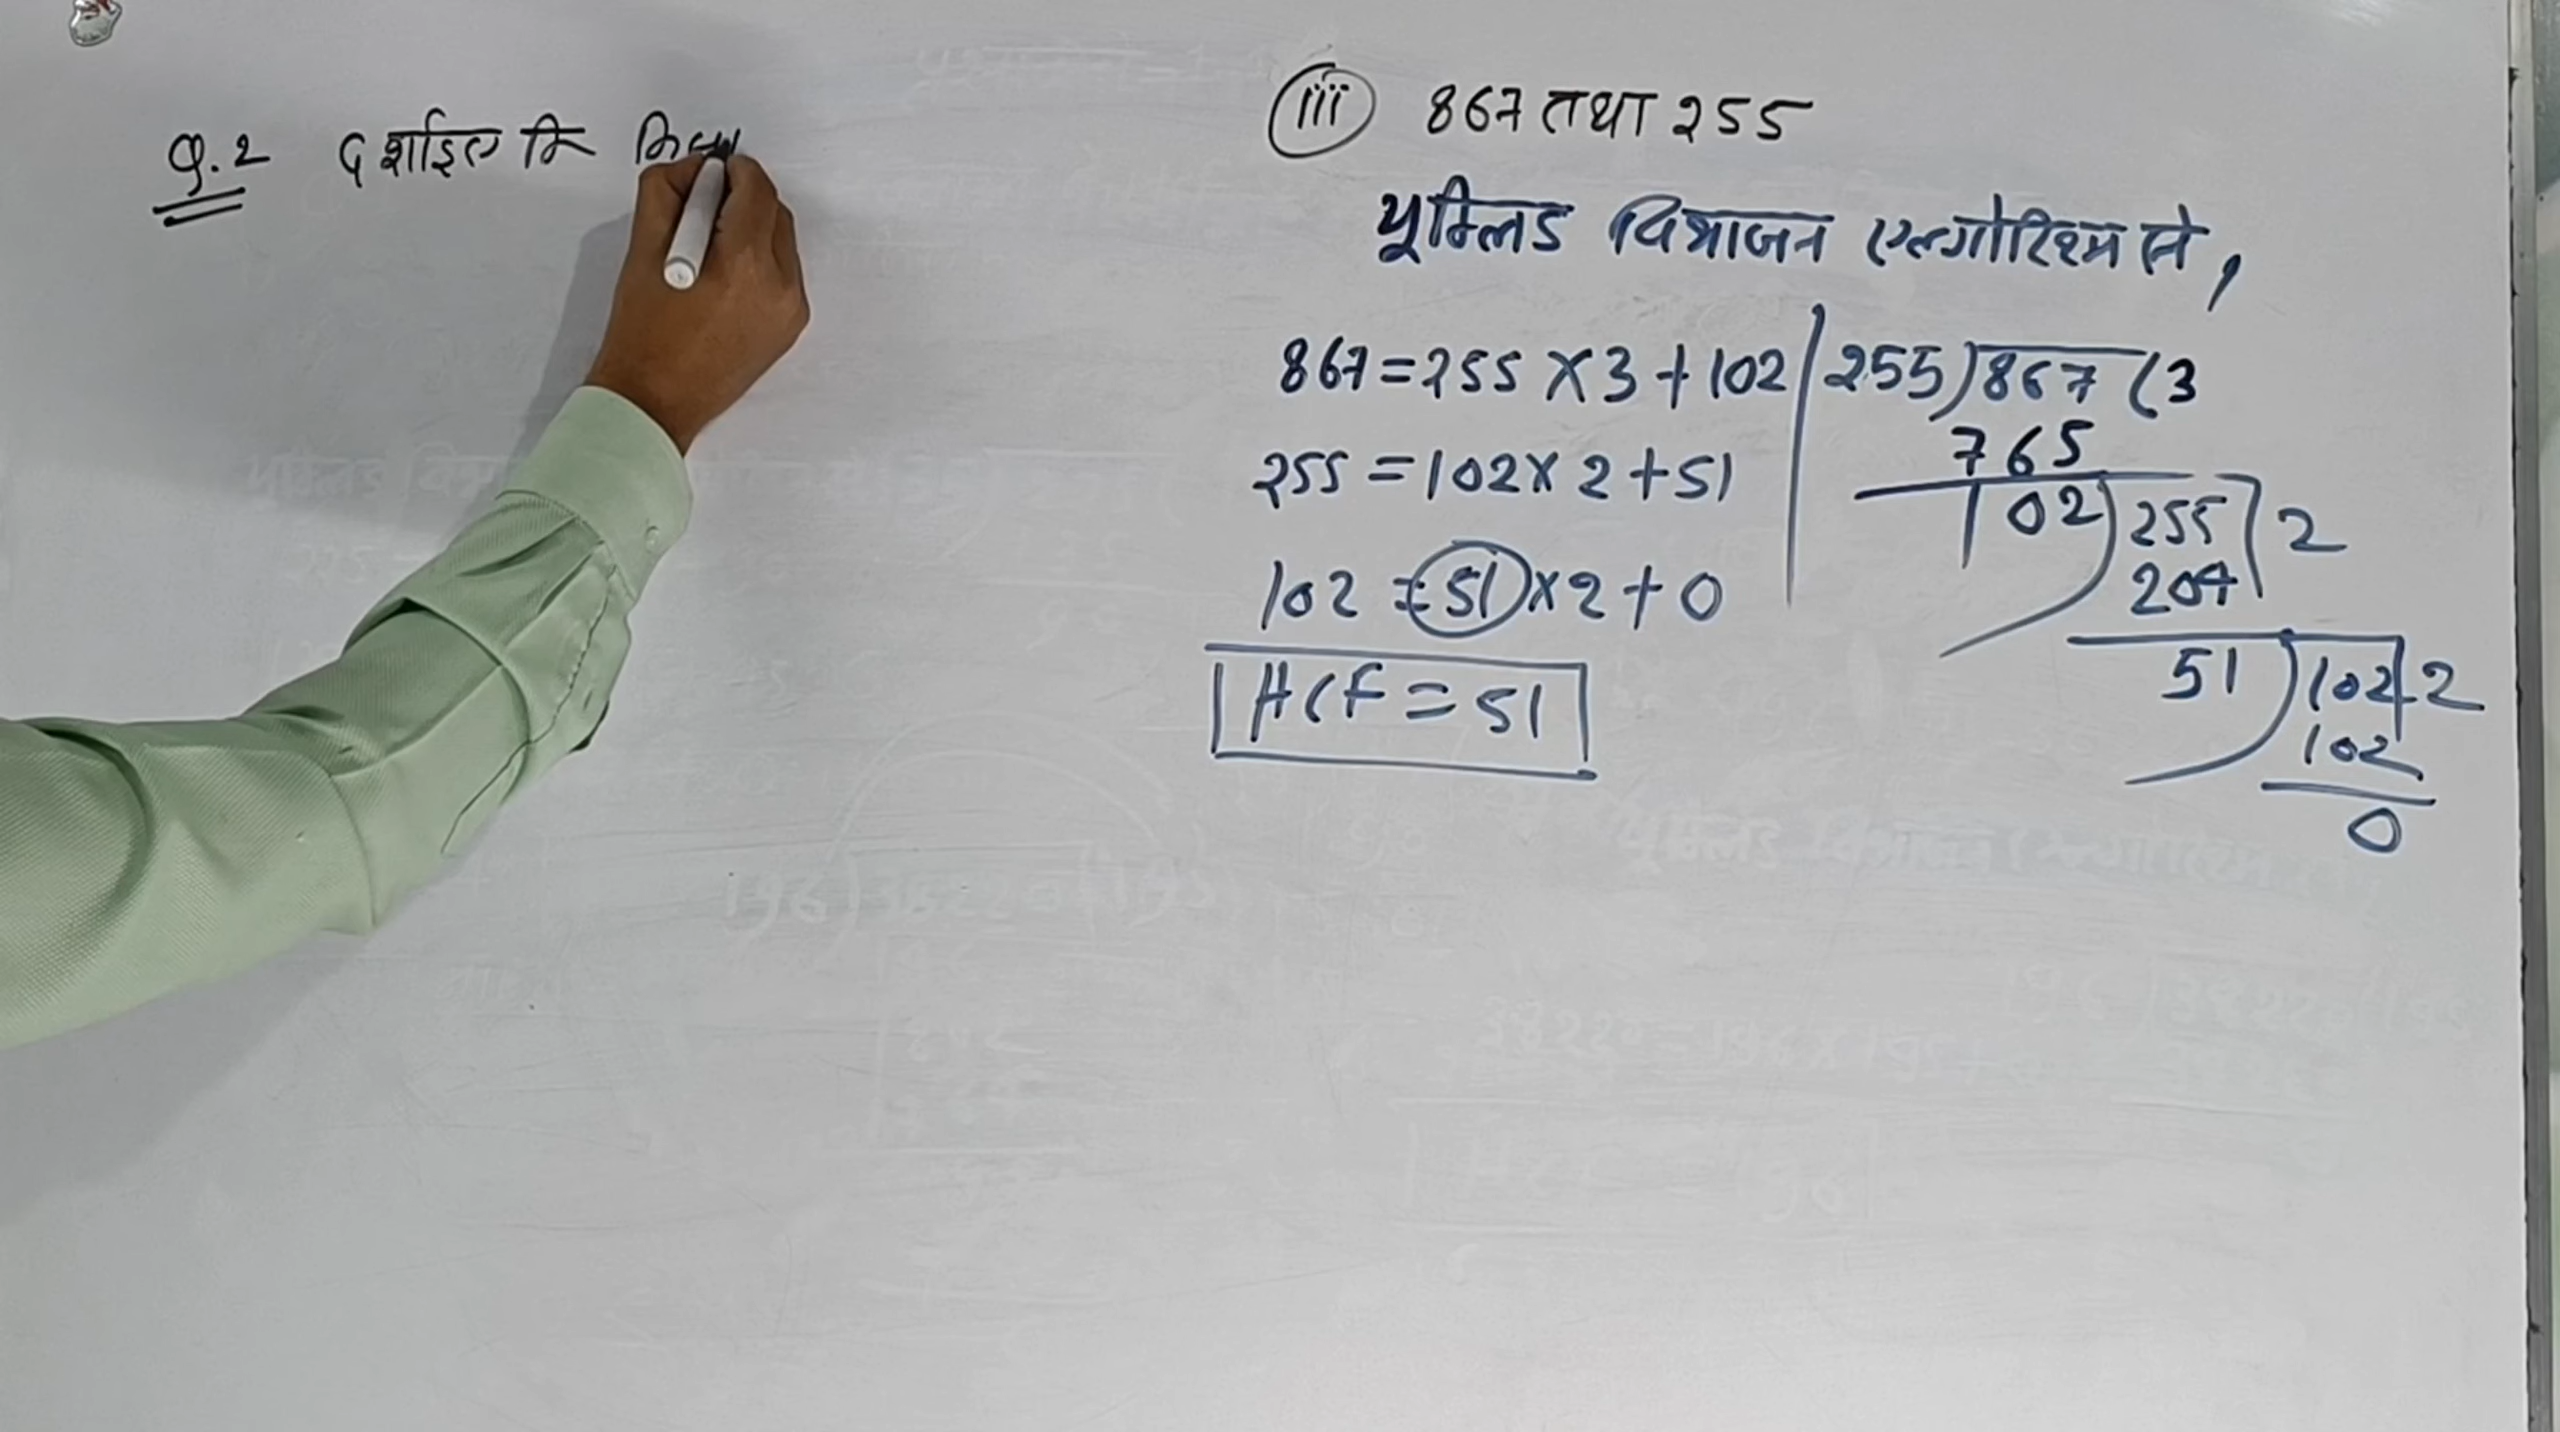 Q.2 दर्शाइए कि
iii 867 तथा 255
यूक्लिड विभाजन एल्गोरिथ्म से,
867 = 255 × 3 + 102
255 = 102 × 2 + 51
102 = 51 × 2 + 0
HCF = 51
255)867(3
765
102)255 2
204
51)102 2
102
0